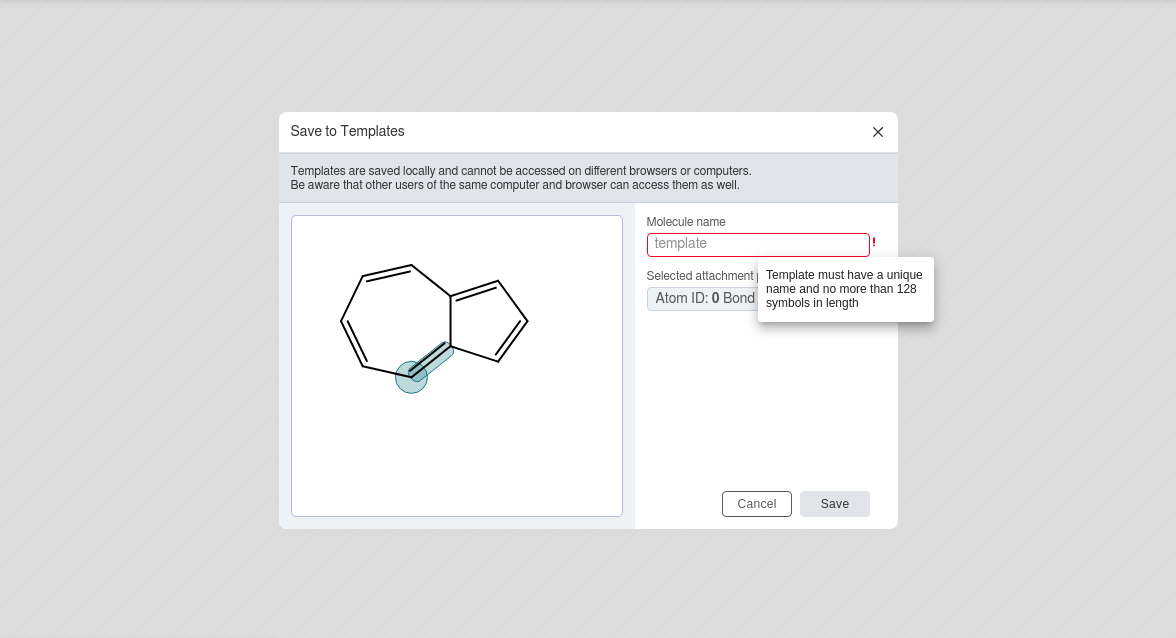 Save to Templates
Templates are saved locally and cannot be accessed on different browsers or computers.
Be aware that other users of the same computer and browser can access them as well.
Molecule name
template
!
Selected attachment
Template must have a unique
name and no more than 128
symbols in length
Atom ID: 0 Bond
Cancel
Save